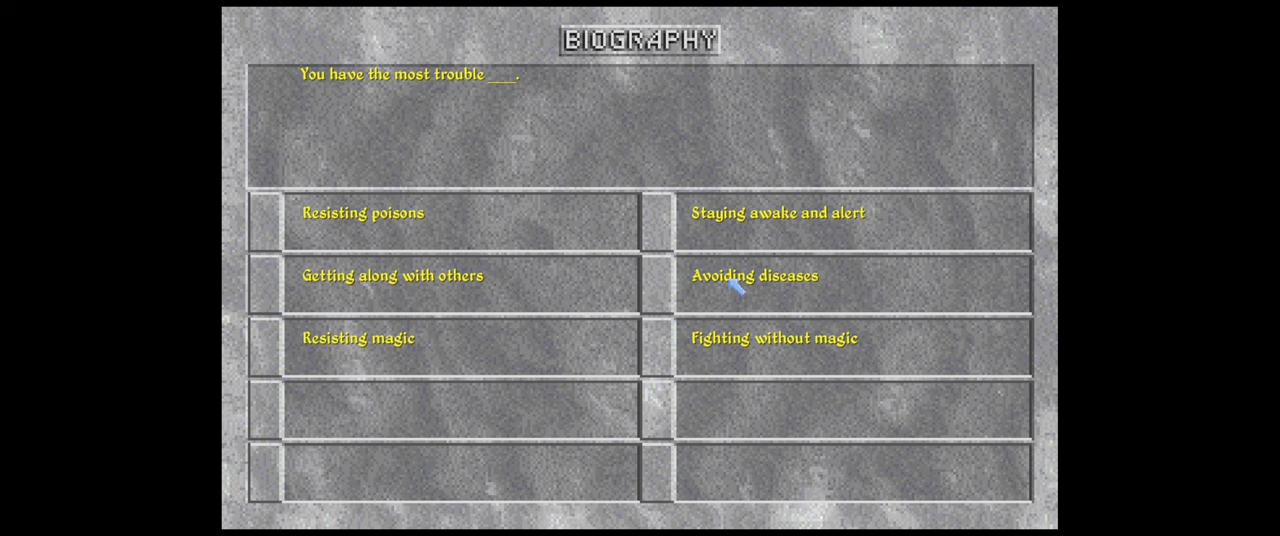 BIOGRAPHY
You have the most trouble ____.
Resisting poisons
Staying awake and alert
Getting along with others
Avoiding diseases
Resisting magic
Fighting without magic